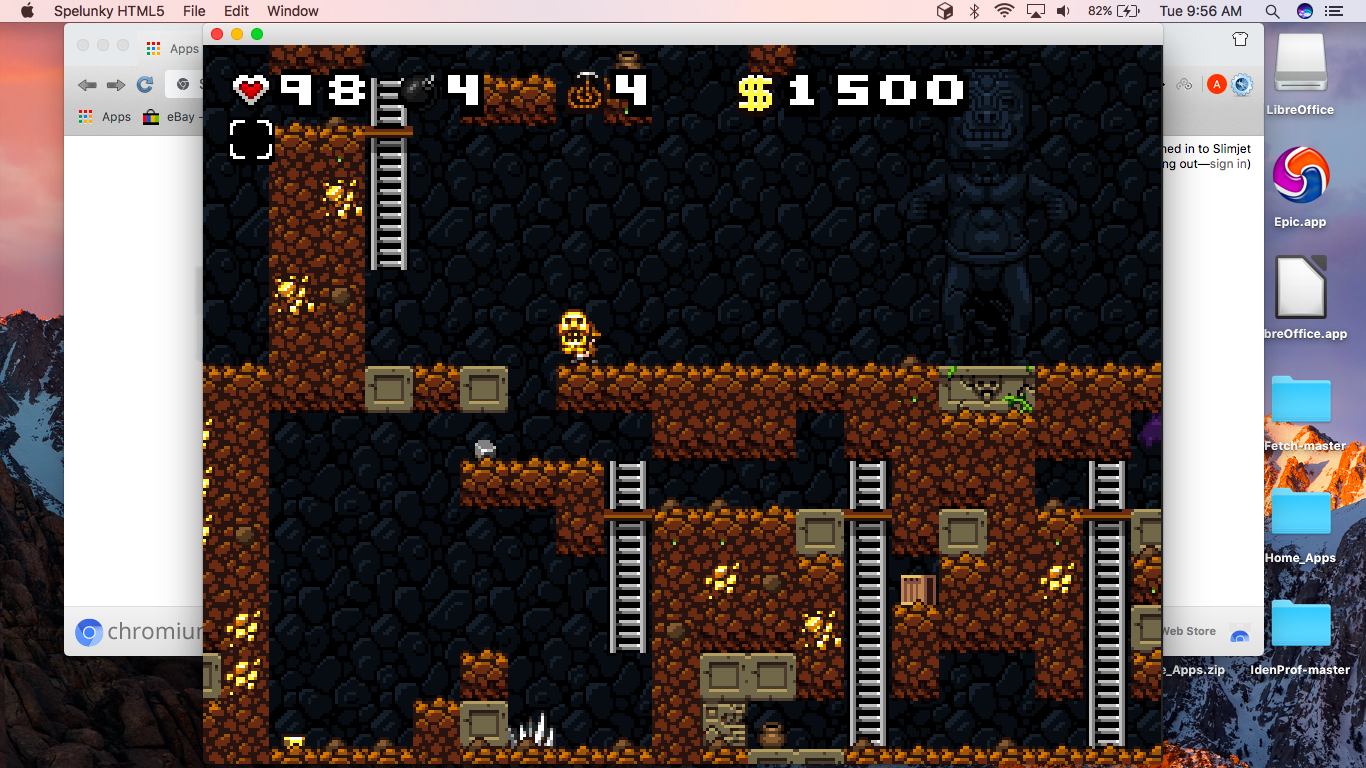 Spelunky HTML5 File Edit Window 82% Tue 9:56 AM
Apps
98 4 4 $1500
A
Apps eBay -
ned in to Slimjet
ng out—sign in)
LibreOffice
Epic.app
breOffice.app
Fetch-master
Home_Apps
chromium
Web Store
e_Apps.zip IdenProf-master